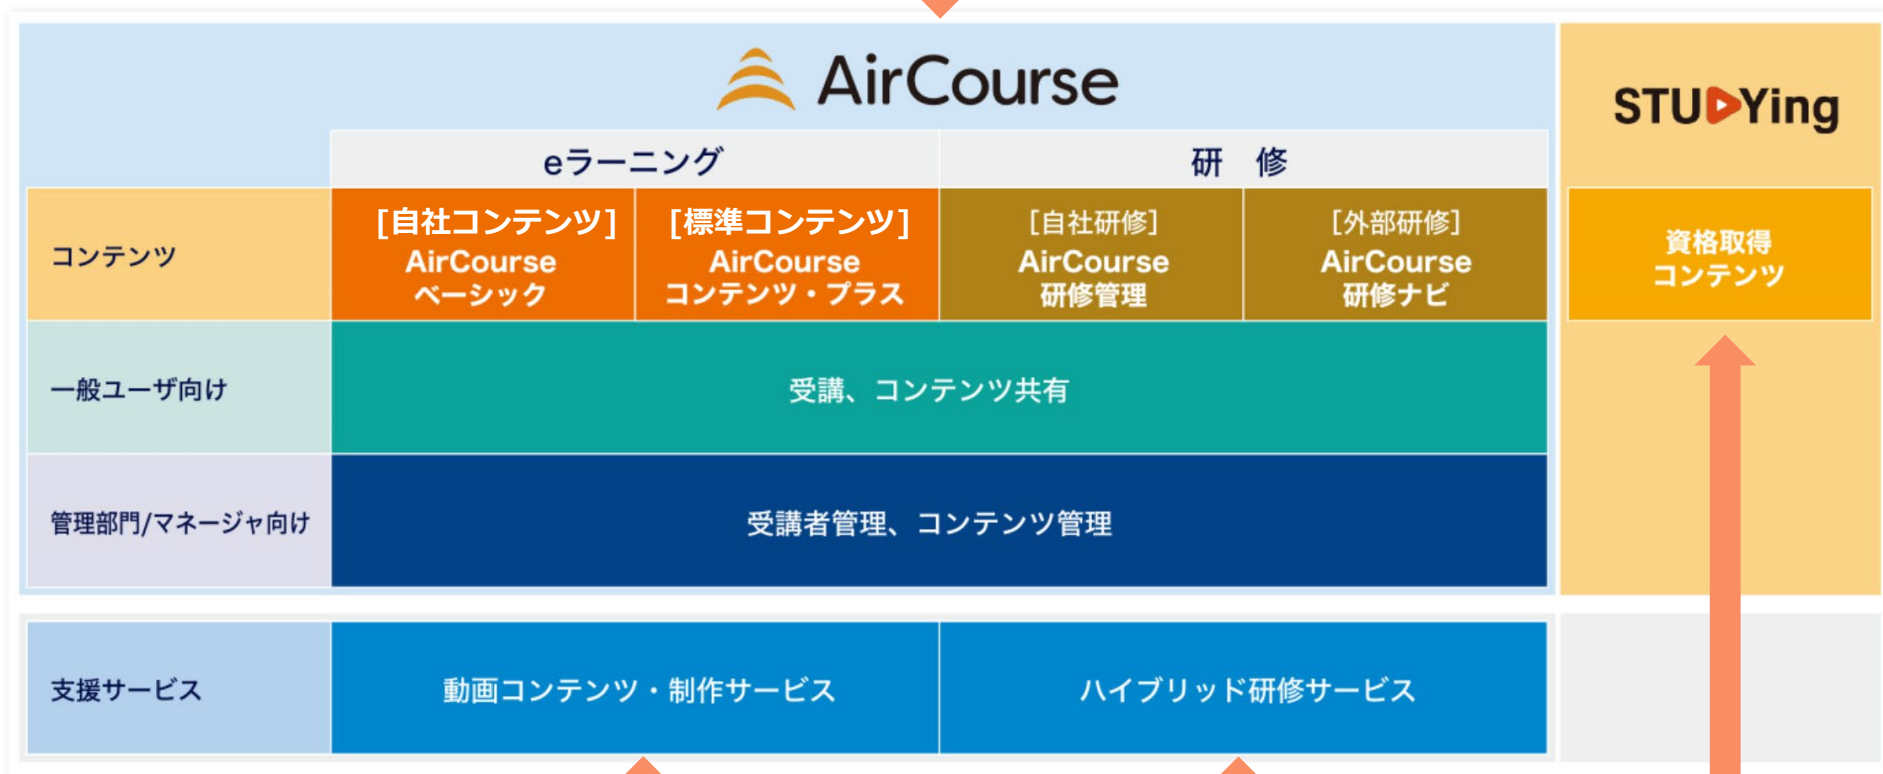 AirCourse
STUDYing
eラーニング
研 修
コンテンツ
[自社コンテンツ]
AirCourse
ベーシック
[標準コンテンツ]
AirCourse
コンテンツ・プラス
[自社研修]
AirCourse
研修管理
[外部研修]
AirCourse
研修ナビ
資格取得
コンテンツ
一般ユーザ向け
受講、コンテンツ共有
管理部門/マネージャ向け
受講者管理、コンテンツ管理
支援サービス
動画コンテンツ・制作サービス
ハイブリッド研修サービス